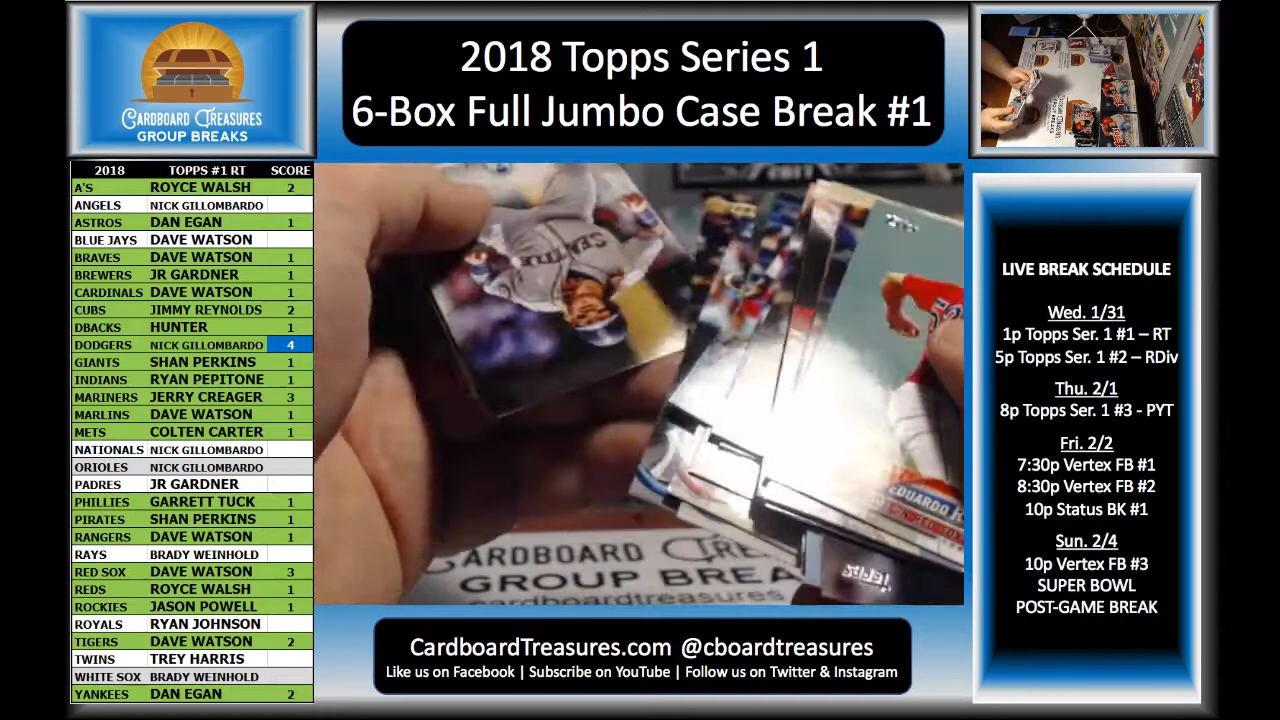 CARDBOARD TREASURES
GROUP BREAKS
2018 Topps Series 1
6-Box Full Jumbo Case Break #1
2018 TOPPS #1 RT SCORE
A'S ROYCE WALSH 2
ANGELS NICK GILLOMBARDO
ASTROS DAN EGAN 1
BLUE JAYS DAVE WATSON
BRAVES DAVE WATSON 1
BREWERS JR GARDNER 1
CARDINALS DAVE WATSON 1
CUBS JIMMY REYNOLDS 2
DBACKS HUNTER 1
DODGERS NICK GILLOMBARDO 4
GIANTS SHAN PERKINS 1
INDIANS RYAN PEPITONE 1
MARINERS JERRY CREAGER 3
MARLINS DAVE WATSON 1
METS COLTEN CARTER 1
NATIONALS NICK GILLOMBARDO
ORIOLES NICK GILLOMBARDO
PADRES JR GARDNER
PHILLIES GARRETT TUCK 1
PIRATES SHAN PERKINS 1
RANGERS DAVE WATSON 1
RAYS BRADY WEINHOLD
RED SOX DAVE WATSON 3
REDS ROYCE WALSH 1
ROCKIES JASON POWELL 1
ROYALS RYAN JOHNSON
TIGERS DAVE WATSON 2
TWINS TREY HARRIS
WHITE SOX BRADY WEINHOLD
YANKEES DAN EGAN 2
SEATTLE
EDUARDO
Topps
CARDBOARD TRE
GROUP BREA
cardboardtreasures
LIVE BREAK SCHEDULE
Wed. 1/31
1p Topps Ser. 1 #1 – RT
5p Topps Ser. 1 #2 – RDiv
Thu. 2/1
8p Topps Ser. 1 #3 - PYT
Fri. 2/2
7:30p Vertex FB #1
8:30p Vertex FB #2
10p Status BK #1
Sun. 2/4
10p Vertex FB #3
SUPER BOWL
POST-GAME BREAK
CardboardTreasures.com @cboardtreasures
Like us on Facebook | Subscribe on YouTube | Follow us on Twitter & Instagram